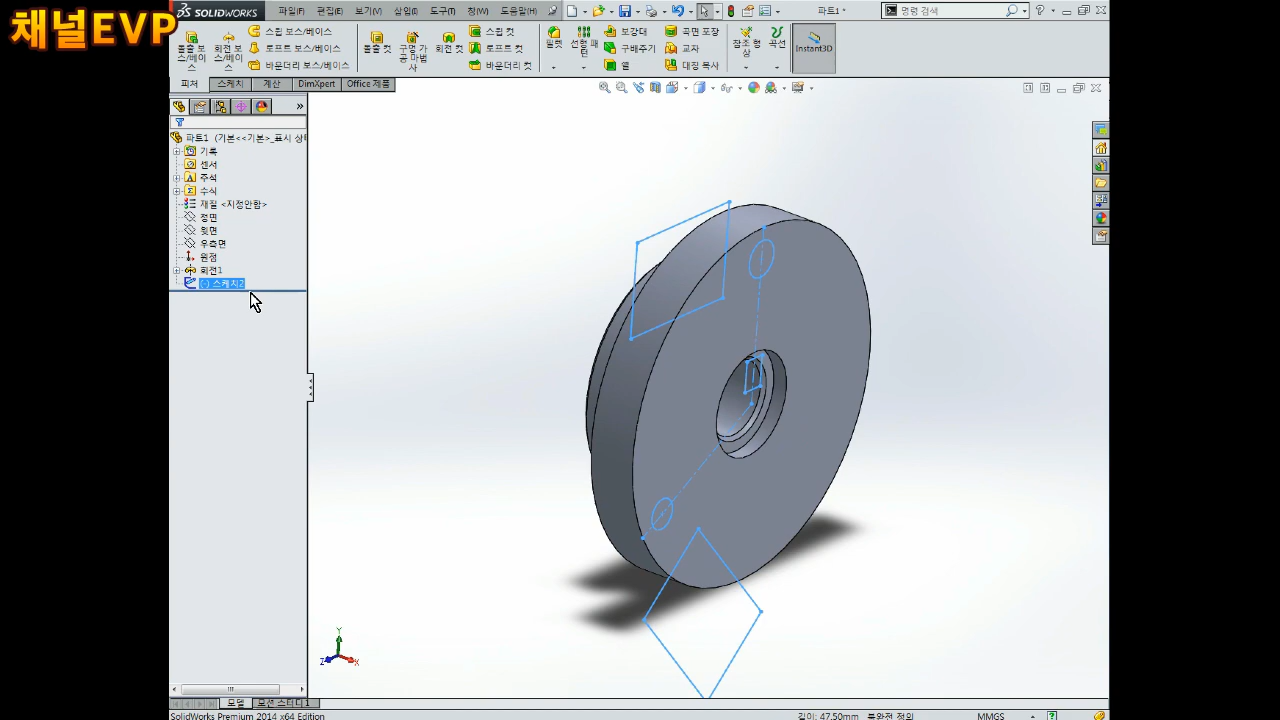 채널EVP
SOLIDWORKS
파일(F) 편집(E) 보기(V) 삽입(I) 도구(T) 창(W) 도움말(H)
파트1 *
명령 검색
돌출 보스/베이스
회전 보스/베이스
스윕 보스/베이스
로프트 보스/베이스
바운더리 보스/베이스
돌출 컷
구멍 가공 마법사
회전 컷
스윕 컷
로프트 컷
바운더리 컷
필렛
선형 패턴
보강대
구배주기
쉘
곡면 포장
교차
대칭 복사
참조 형상
곡선
Instant3D
피처 스케치 계산 DimXpert Office 제품
파트1 (기본<<기본>_표시 상태
기록
센서
주석
수식
재질 <지정안함>
정면
윗면
우측면
원점
회전1
(-) 스케치2
Y
Z X
모델 모션 스터디1
SolidWorks Premium 2014 x64 Edition
길이: 47.50mm 불완전 정의 MMGS